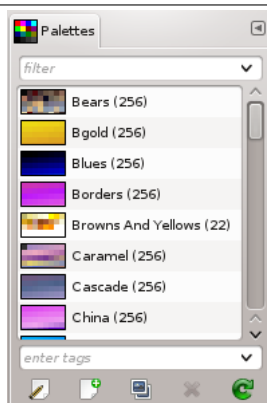 Palettes
filter
Bears (256)
Bgold (256)
Blues (256)
Borders (256)
Browns And Yellows (22)
Caramel (256)
Cascade (256)
China (256)
enter tags